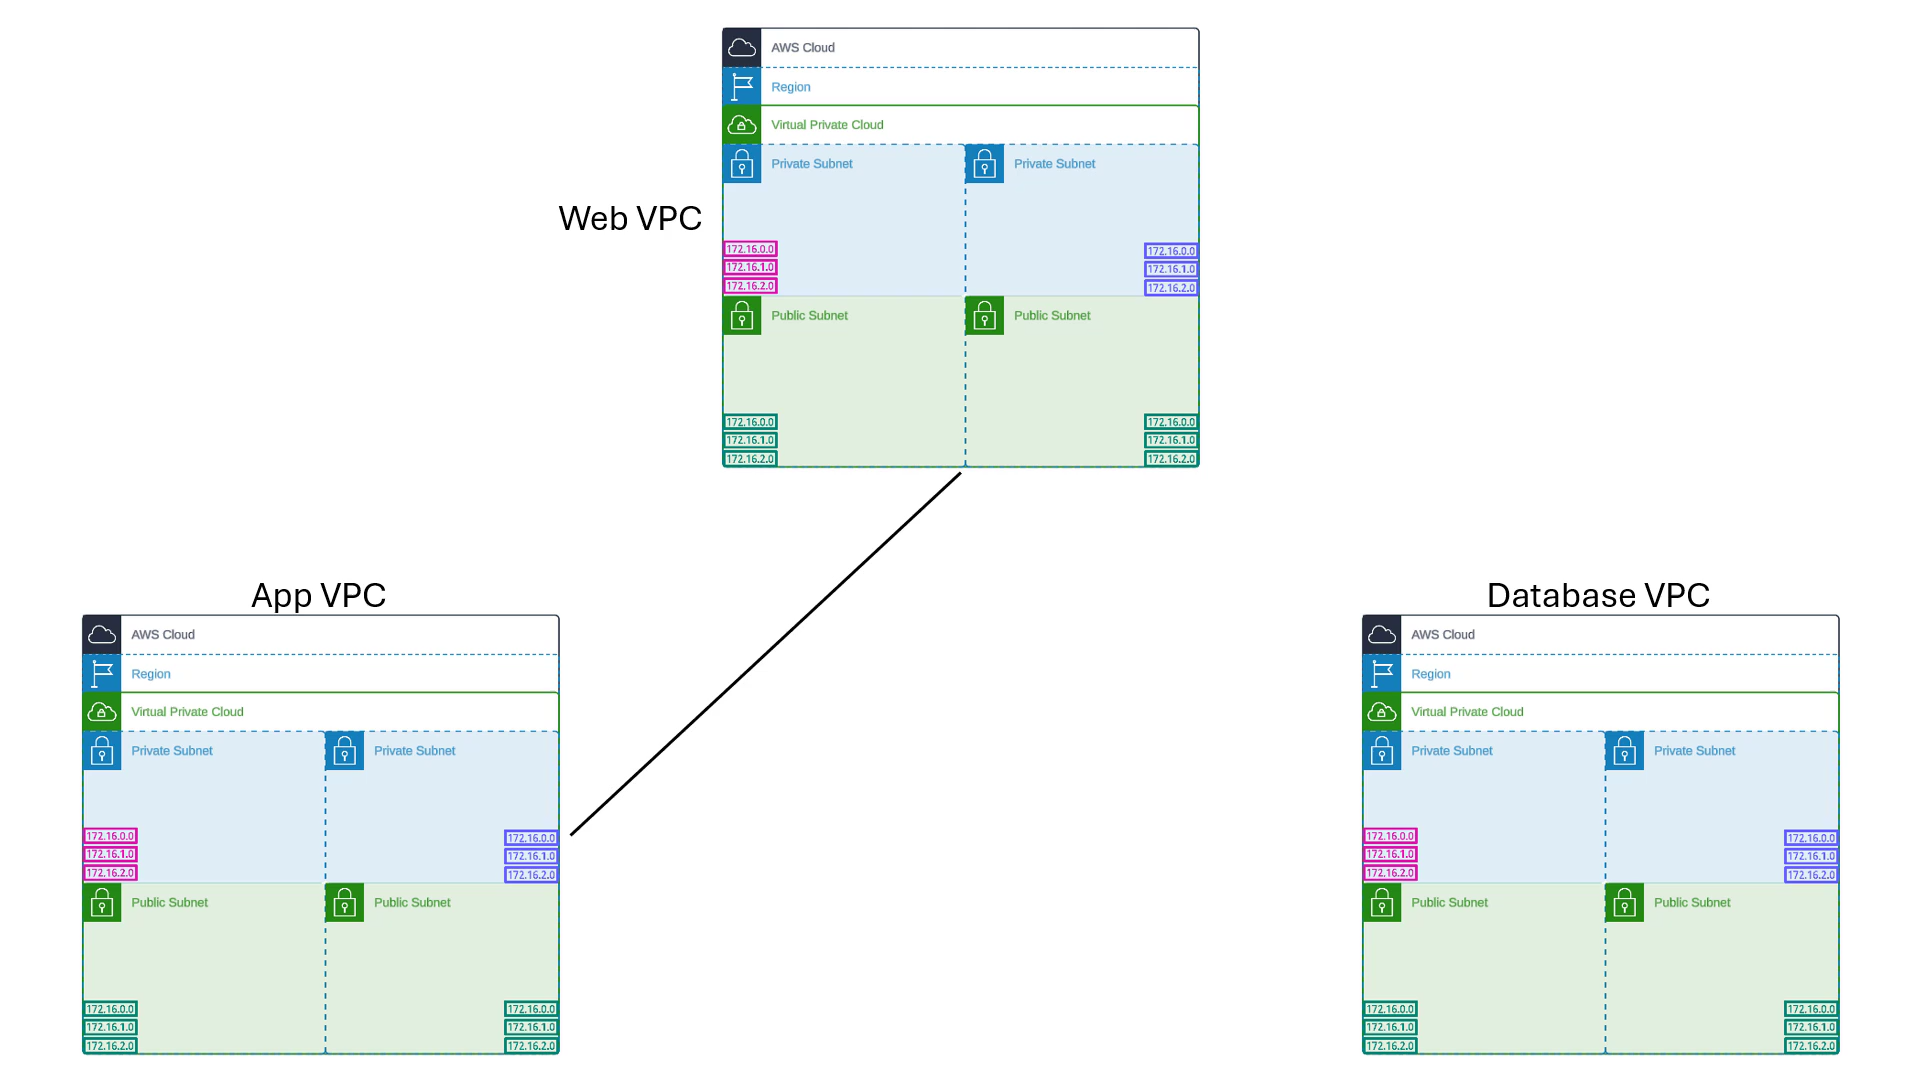 AWS Cloud
Region
Virtual Private Cloud
Private Subnet Private Subnet
Web VPC
172.16.0.0 172.16.0.0
172.16.1.0 172.16.1.0
172.16.2.0 172.16.2.0
Public Subnet Public Subnet
172.16.0.0 172.16.0.0
172.16.1.0 172.16.1.0
172.16.2.0 172.16.2.0
App VPC
AWS Cloud
Region
Virtual Private Cloud
Private Subnet Private Subnet
172.16.0.0 172.16.0.0
172.16.1.0 172.16.1.0
172.16.2.0 172.16.2.0
Public Subnet Public Subnet
172.16.0.0 172.16.0.0
172.16.1.0 172.16.1.0
172.16.2.0 172.16.2.0
Database VPC
AWS Cloud
Region
Virtual Private Cloud
Private Subnet Private Subnet
172.16.0.0 172.16.0.0
172.16.1.0 172.16.1.0
172.16.2.0 172.16.2.0
Public Subnet Public Subnet
172.16.0.0 172.16.0.0
172.16.1.0 172.16.1.0
172.16.2.0 172.16.2.0